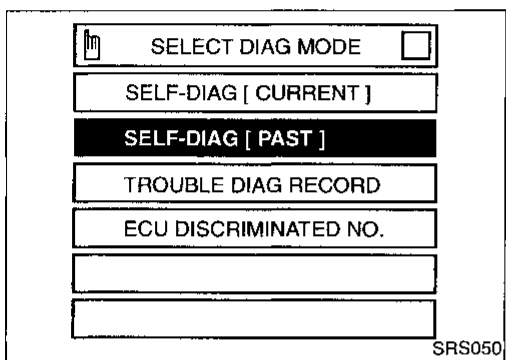 SELECT DIAG MODE
SELF-DIAG [ CURRENT ]
SELF-DIAG [ PAST ]
TROUBLE DIAG RECORD
ECU DISCRIMINATED NO.
SRS050